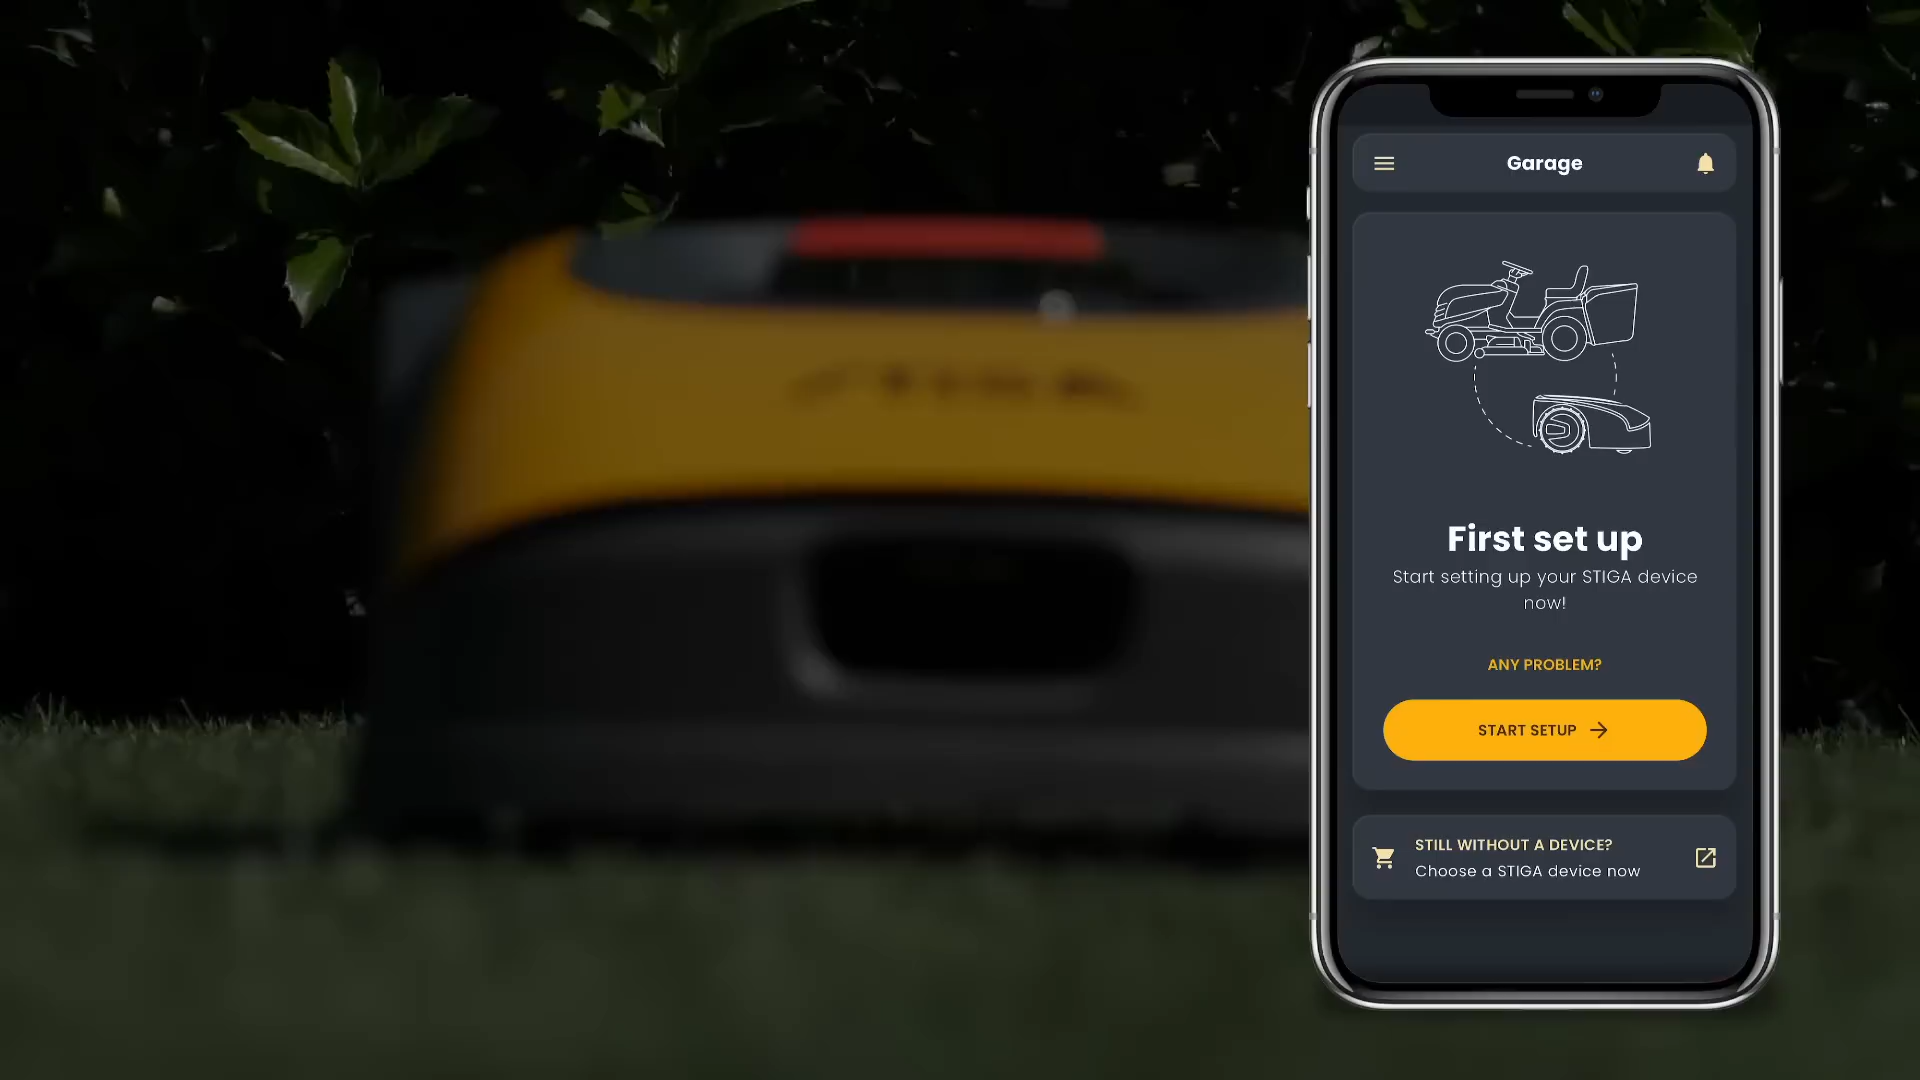 Garage
First set up
Start setting up your STIGA device
now!
ANY PROBLEM?
START SETUP
STILL WITHOUT A DEVICE?
Choose a STIGA device now